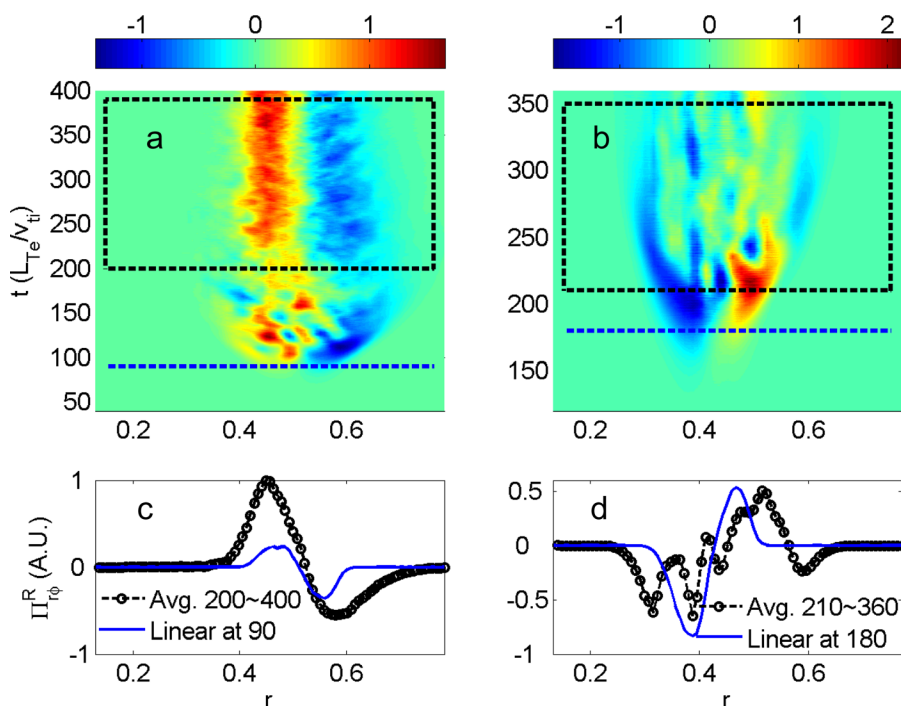 -1 0 1
-1 0 1 2
a
b
t (L_Te/v_ti)
400
350
300
250
200
150
100
50
350
300
250
200
150
0.2 0.4 0.6
0.2 0.4 0.6
c
d
Π^R_rϕ (A.U.)
1
0
-1
Avg. 200~400
Linear at 90
0.5
0
-0.5
-1
Avg. 210~360
Linear at 180
0.2 0.4 0.6
0.2 0.4 0.6
r
r